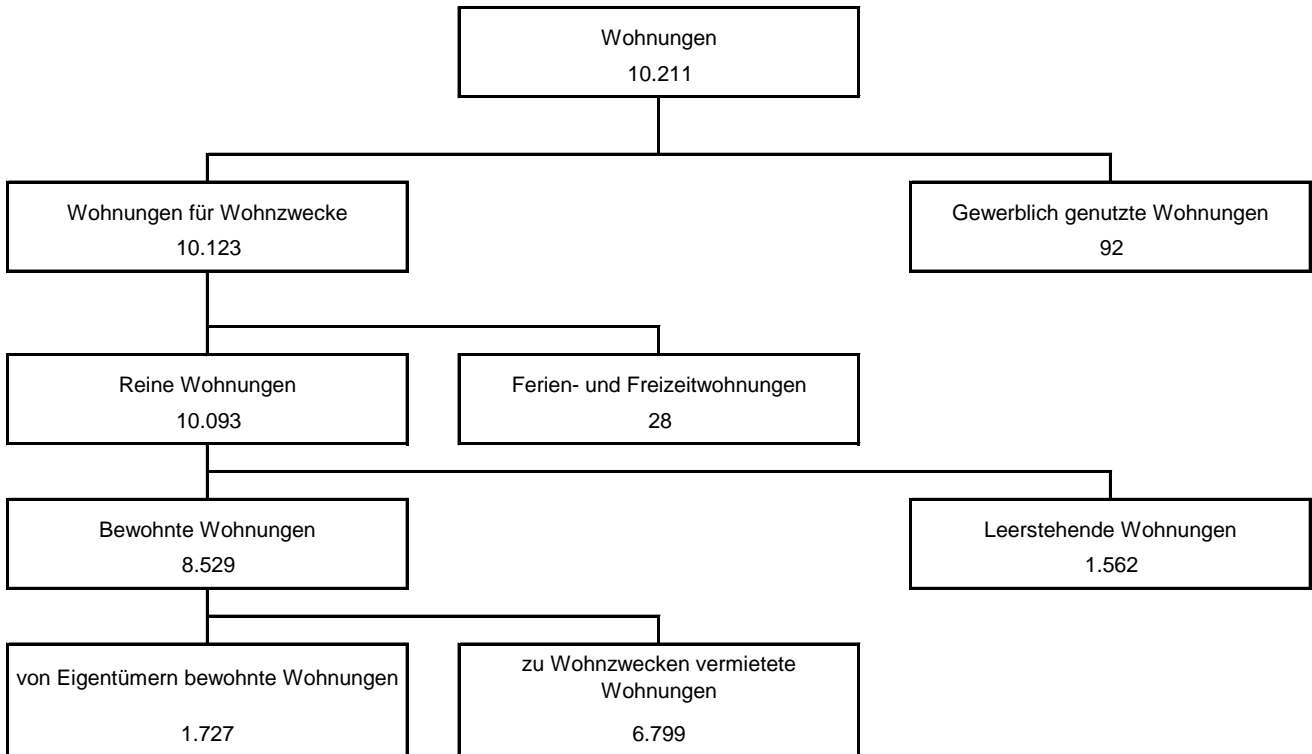 Wohnungen
10.211
Wohnungen für Wohnzwecke
10.123
Gewerblich genutzte Wohnungen
92
Reine Wohnungen
10.093
Ferien- und Freizeitwohnungen
28
Bewohnte Wohnungen
8.529
Leerstehende Wohnungen
1.562
von Eigentümern bewohnte Wohnungen
1.727
zu Wohnzwecken vermietete
Wohnungen
6.799